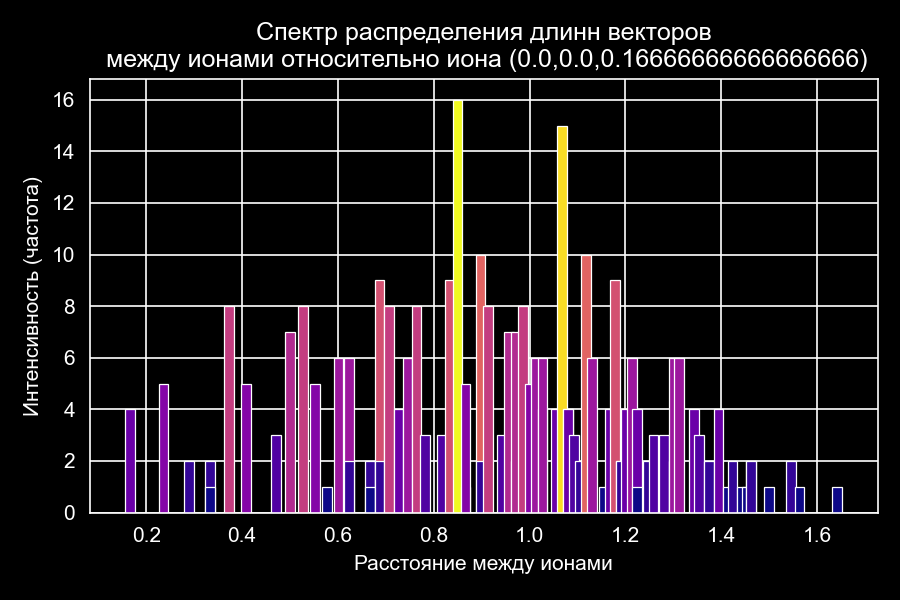 Спектр распределения длинн векторов
между ионами относительно иона (0.0,0.0,0.16666666666666666)
Интенсивность (частота)
16
14
12
10
8
6
4
2
0
0.2 0.4 0.6 0.8 1.0 1.2 1.4 1.6
Расстояние между ионами